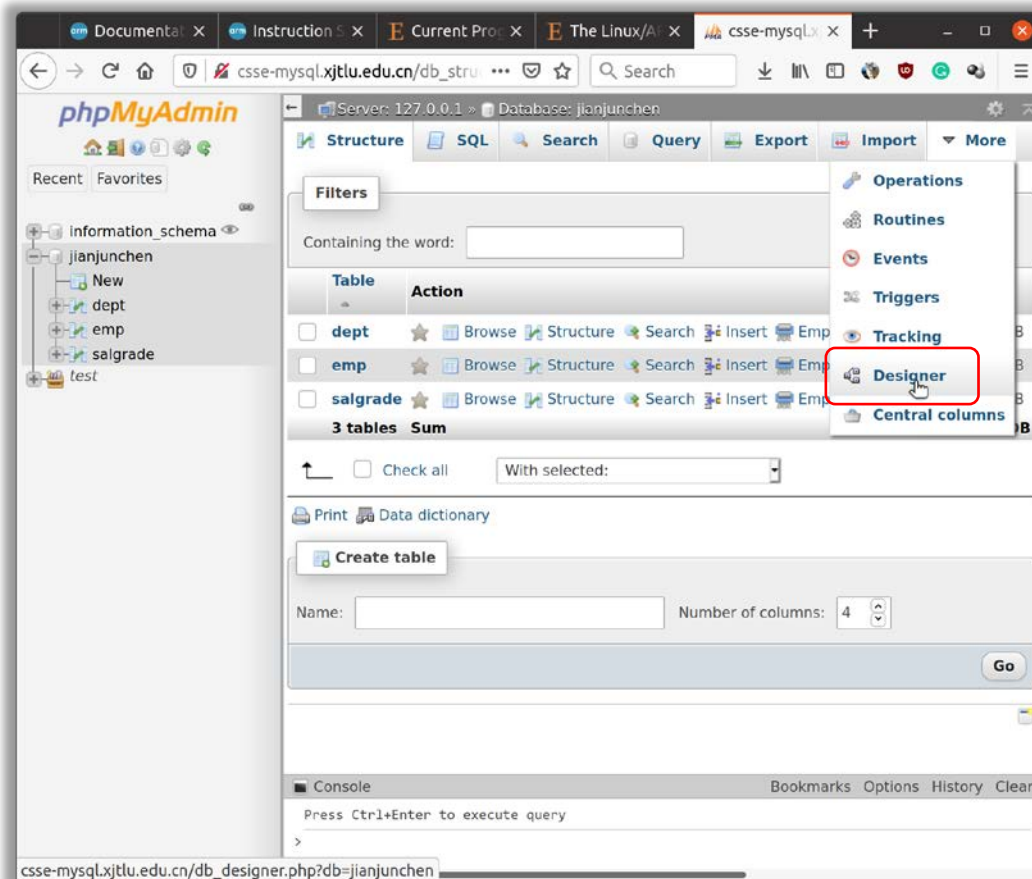 Documenta
Instruction S
Current Prog
The Linux/A
csse-mysql.x
csse-mysql.xjtlu.edu.cn/db_stru
Search
phpMyAdmin
Recent Favorites
information_schema
jianjunchen
New
dept
emp
salgrade
test
Server: 127.0.0.1 » Database: jianjunchen
Structure SQL Search Query Export Import More
Operations
Routines
Events
Triggers
Tracking
Designer
Central columns
Filters
Containing the word:
Table Action
dept Browse Structure Search Insert Emp B
emp Browse Structure Search Insert Emp B
salgrade Browse Structure Search Insert Emp B
3 tables Sum B
Check all With selected:
Print Data dictionary
Create table
Name: Number of columns: 4
Go
Console Bookmarks Options History Clear
Press Ctrl+Enter to execute query
>
csse-mysql.xjtlu.edu.cn/db_designer.php?db=jianjunchen